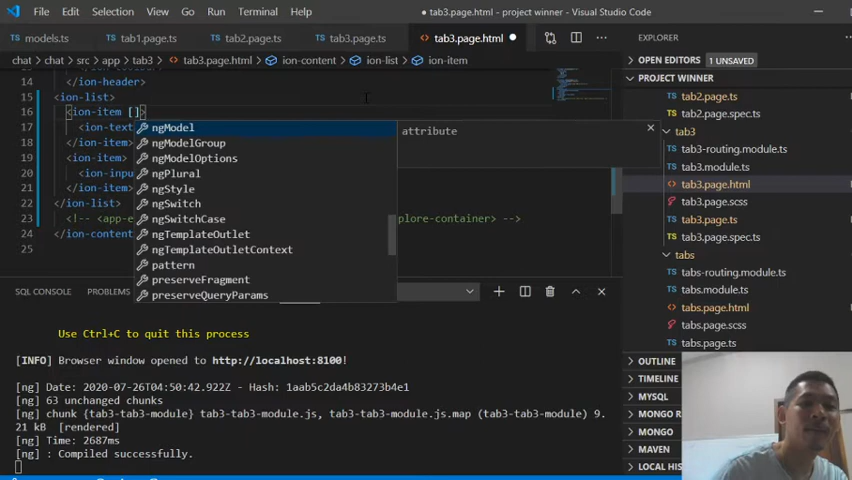 File Edit Selection View Go Run Terminal Help
● tab3.page.html - project winner - Visual Studio Code
models.ts tab1.page.ts tab2.page.ts tab3.page.ts tab3.page.html ●
EXPLORER
chat > chat > src > app > tab3 > tab3.page.html > ion-content > ion-list > ion-item
OPEN EDITORS 1 UNSAVED
PROJECT WINNER
14 </ion-header>
15 <ion-list>
16 <ion-item []>
17 <ion-text
18 </ion-item>
19 <ion-item>
20 <ion-inpu
21 </ion-item>
22 </ion-list>
23 <!-- <app-e xplore-container> -->
24 </ion-conten
25
ngModel
ngModelGroup
ngModelOptions
ngPlural
ngStyle
ngSwitch
ngSwitchCase
ngTemplateOutlet
ngTemplateOutletContext
pattern
preserveFragment
preserveQueryParams
attribute
tab2.page.ts
tab2.page.spec.ts
tab3
tab3-routing.module.ts
tab3.module.ts
tab3.page.html
tab3.page.scss
tab3.page.ts
tab3.page.spec.ts
tabs
tabs-routing.module.ts
tabs.module.ts
tabs.page.html
tabs.page.scss
tabs.page.ts
OUTLINE
TIMELINE
MYSQL
MONGO R
MONGO
MAVEN
LOCAL HIS
SQL CONSOLE PROBLEMS
Use Ctrl+C to quit this process
[INFO] Browser window opened to http://localhost:8100!
[ng] Date: 2020-07-26T04:50:42.922Z - Hash: 1aab5c2da4b83273b4e1
[ng] 63 unchanged chunks
[ng] chunk {tab3-tab3-module} tab3-tab3-module.js, tab3-tab3-module.js.map (tab3-tab3-module) 9.
21 kB [rendered]
[ng] Time: 2687ms
[ng] : Compiled successfully.